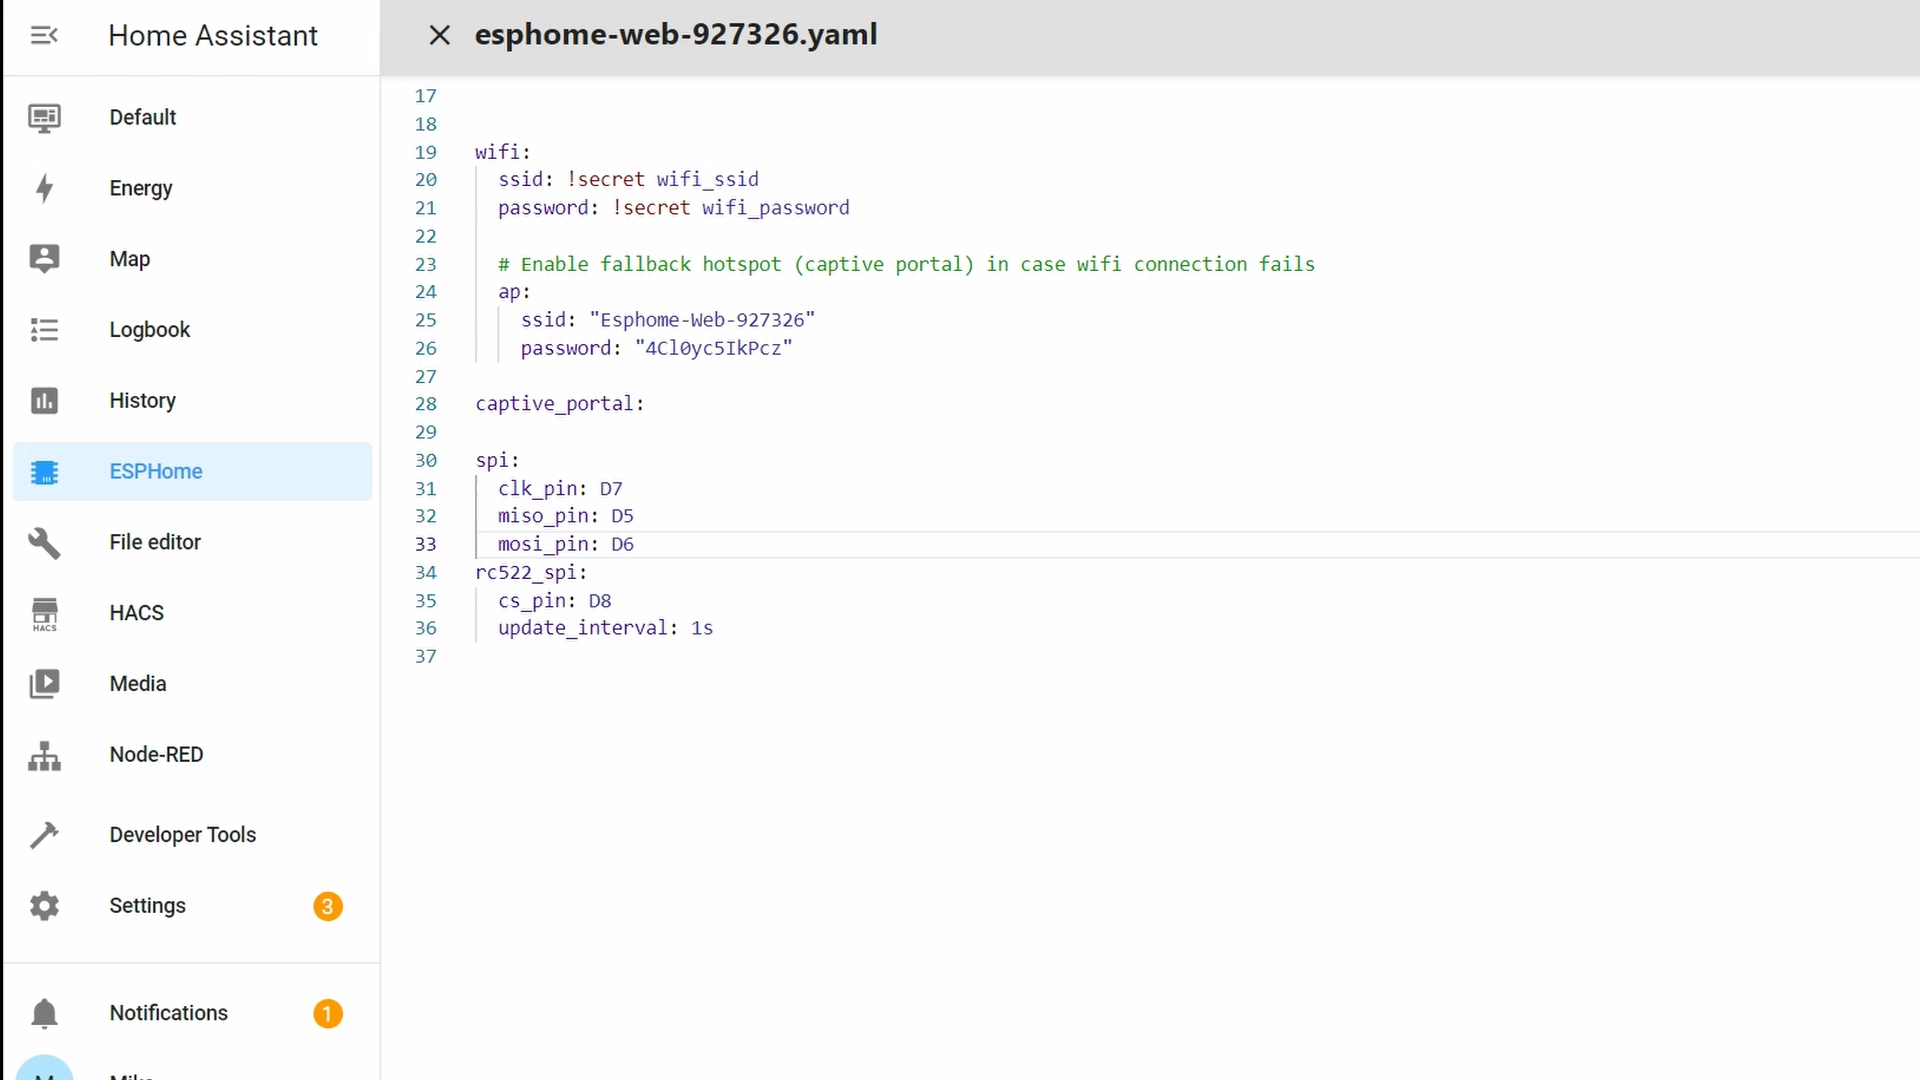 Home Assistant
Default
Energy
Map
Logbook
History
ESPHome
File editor
HACS
HACS
Media
Node-RED
Developer Tools
Settings
3
Notifications
1
esphome-web-927326.yaml
17
18
19 wifi:
20 ssid: !secret wifi_ssid
21 password: !secret wifi_password
22
23 # Enable fallback hotspot (captive portal) in case wifi connection fails
24 ap:
25 ssid: "Esphome-Web-927326"
26 password: "4Cl0yc5IkPcz"
27
28 captive_portal:
29
30 spi:
31 clk_pin: D7
32 miso_pin: D5
33 mosi_pin: D6
34 rc522_spi:
35 cs_pin: D8
36 update_interval: 1s
37